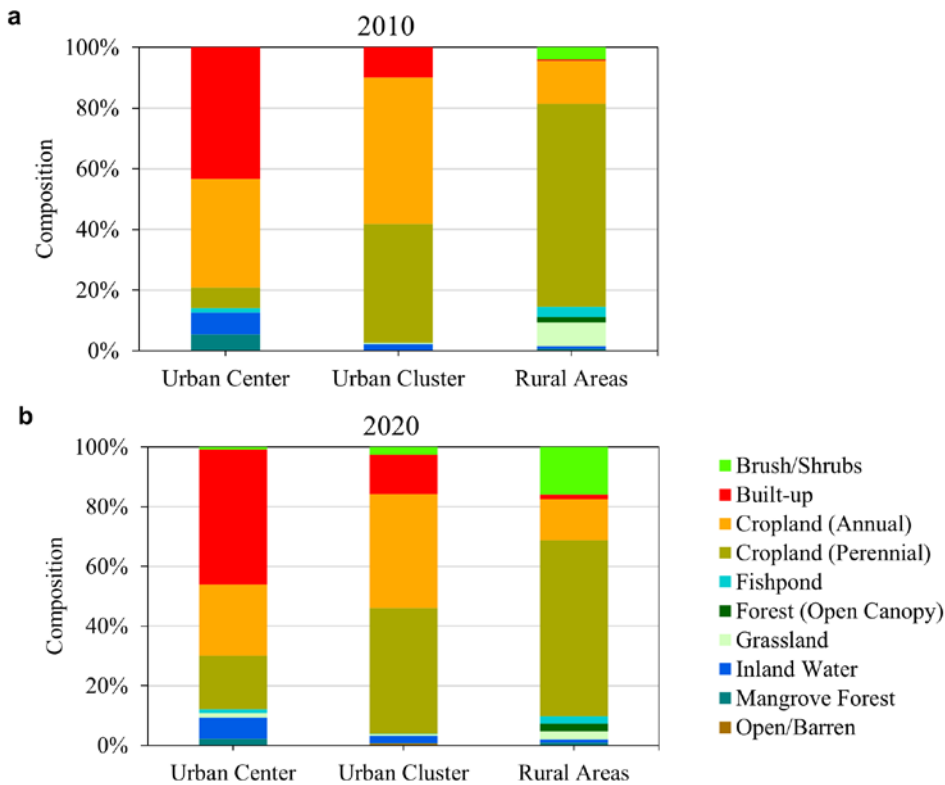 a
2010
100%
80%
60%
40%
20%
0%
Composition
Urban Center Urban Cluster Rural Areas
b
2020
100%
80%
60%
40%
20%
0%
Composition
Urban Center Urban Cluster Rural Areas
Brush/Shrubs
Built-up
Cropland (Annual)
Cropland (Perennial)
Fishpond
Forest (Open Canopy)
Grassland
Inland Water
Mangrove Forest
Open/Barren